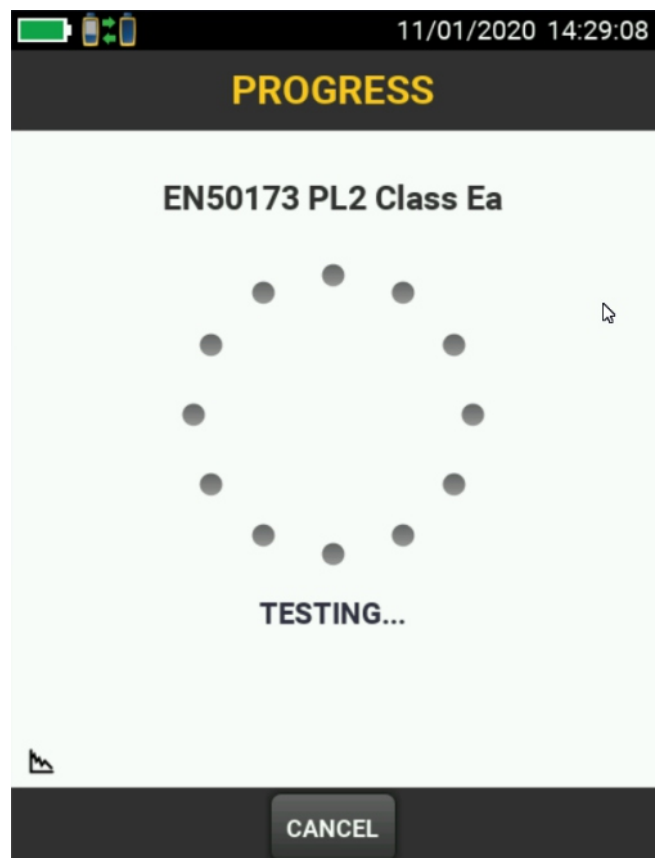 11/01/2020 14:29:08
PROGRESS
EN50173 PL2 Class Ea
TESTING...
CANCEL